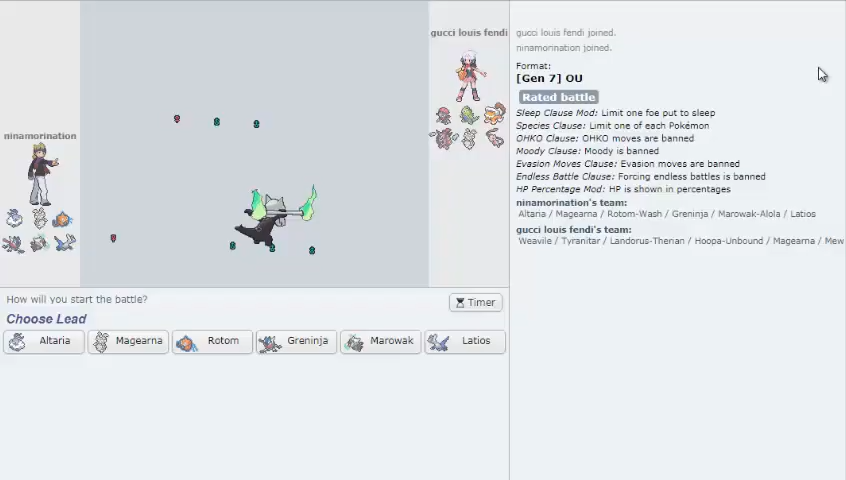 gucci louis fendi
ninamorination
How will you start the battle?
Timer
Choose Lead
Altaria
Magearna
Rotom
Greninja
Marowak
Latios
gucci louis fendi joined.
ninamorination joined.
Format:
[Gen 7] OU
Rated battle
Sleep Clause Mod: Limit one foe put to sleep
Species Clause: Limit one of each Pokémon
OHKO Clause: OHKO moves are banned
Moody Clause: Moody is banned
Evasion Moves Clause: Evasion moves are banned
Endless Battle Clause: Forcing endless battles is banned
HP Percentage Mod: HP is shown in percentages
ninamorination's team:
Altaria / Magearna / Rotom-Wash / Greninja / Marowak-Alola / Latios
gucci louis fendi's team:
Weavile / Tyranitar / Landorus-Therian / Hoopa-Unbound / Magearna / Mew